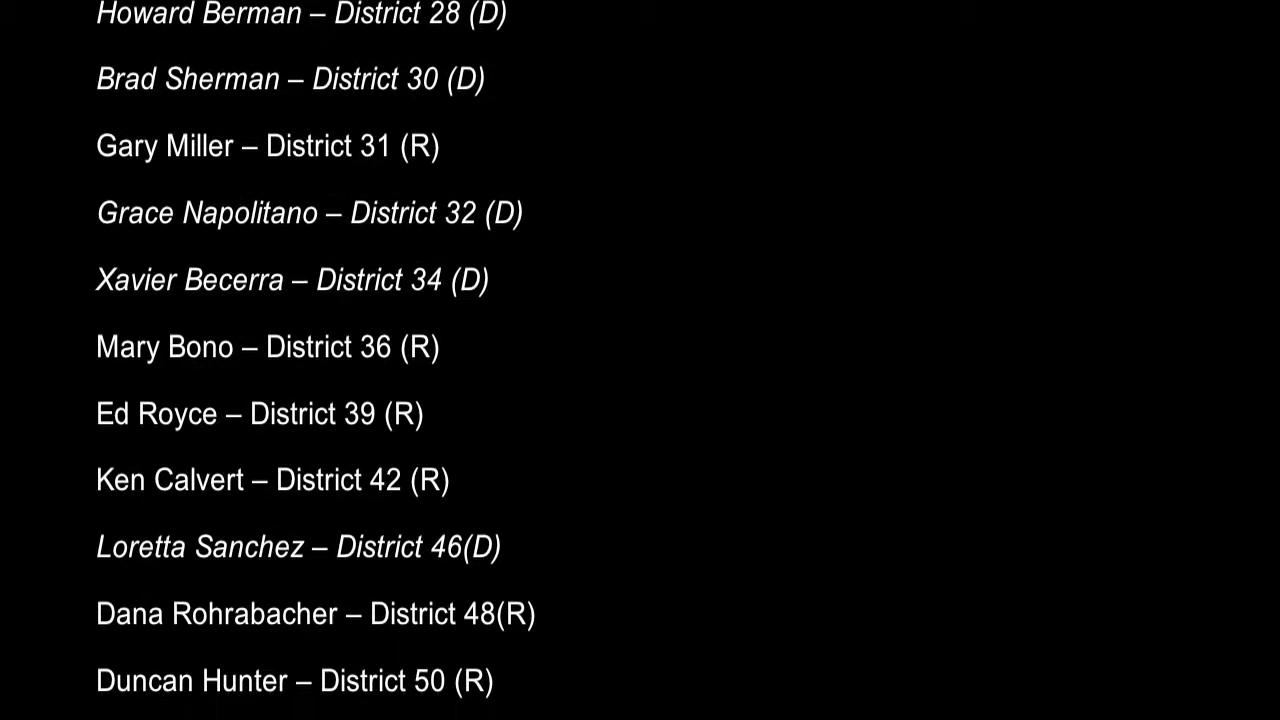 Howard Berman – District 28 (D)
Brad Sherman – District 30 (D)
Gary Miller – District 31 (R)
Grace Napolitano – District 32 (D)
Xavier Becerra – District 34 (D)
Mary Bono – District 36 (R)
Ed Royce – District 39 (R)
Ken Calvert – District 42 (R)
Loretta Sanchez – District 46(D)
Dana Rohrabacher – District 48(R)
Duncan Hunter – District 50 (R)